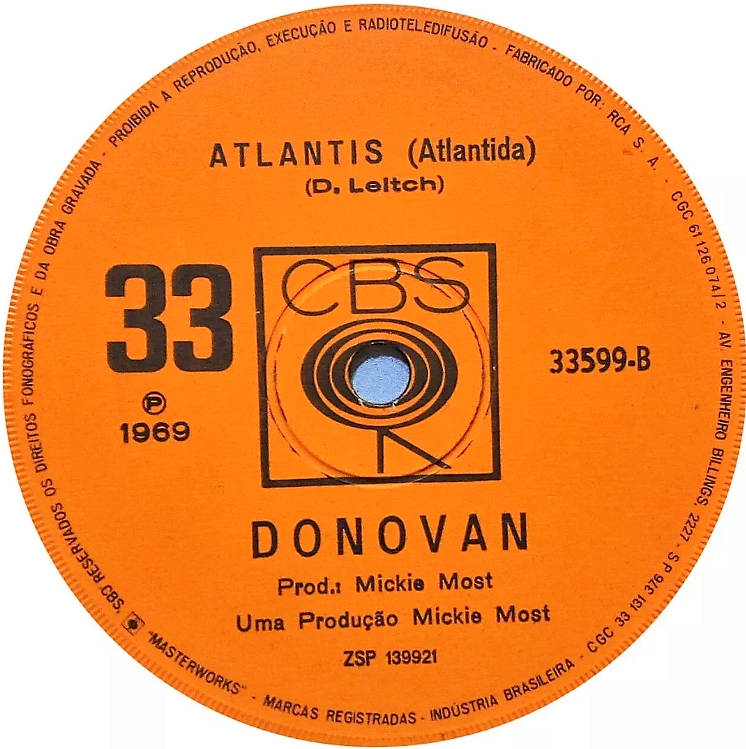 ATLANTIS (Atlantida)
(D. Leitch)
CBS
33
Ⓟ
1969
33599-B
DONOVAN
Prod.: Mickie Most
Uma Produção Mickie Most
ZSP 139921
CBS, "MASTERWORKS" - MARCAS REGISTRADAS - INDÚSTRIA BRASILEIRA - CGC 33 131 376 SPS
RESERVADOS OS DIREITOS FONOGRÁFICOS E DA OBRA GRAVADA - PROIBIDA A REPRODUÇÃO, EXECUÇÃO E RADIOTELEDIFUSÃO - FABRICADO POR: RCA S. A. - CGC 61126074/2 - AV. ENGENHEIRO BILLINGS, 2227 - SPS